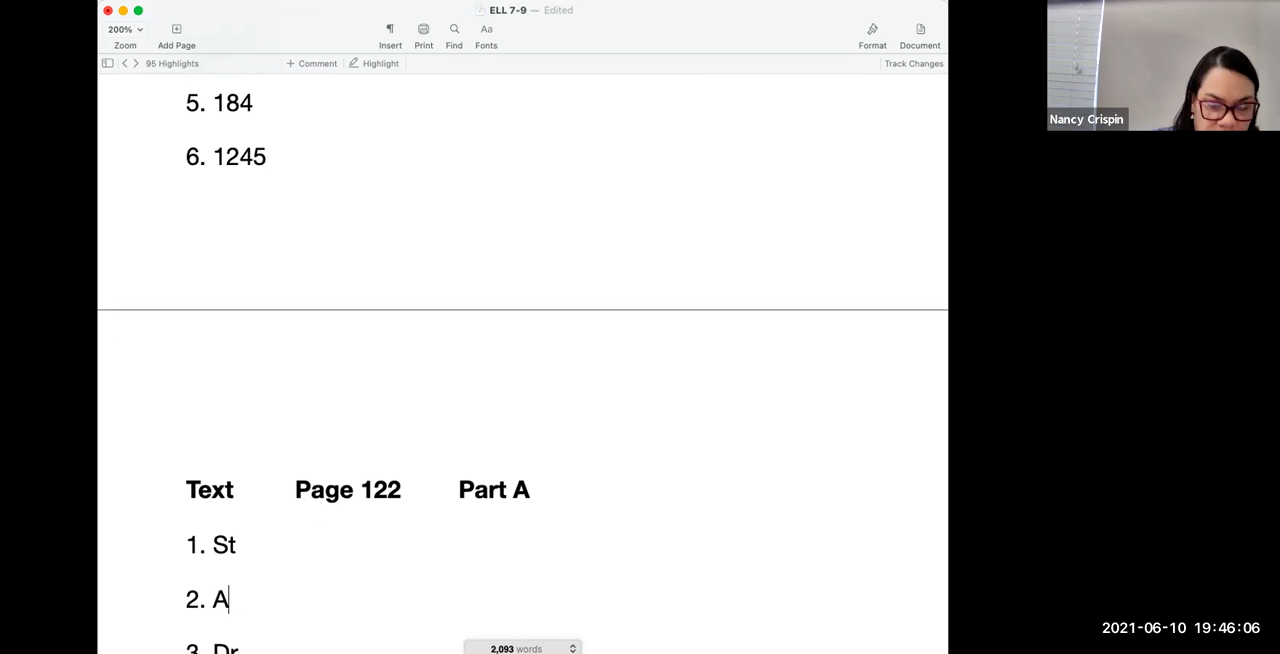 ELL 7-9 — Edited
200%
Zoom
Add Page
Insert
Print
Find
Fonts
Format
Document
95 Highlights
+ Comment
Highlight
Track Changes
5. 184
6. 1245
Text Page 122 Part A
1. St
2. A
3. Dr
2,093 words
Nancy Crispin
2021-06-10 19:46:06